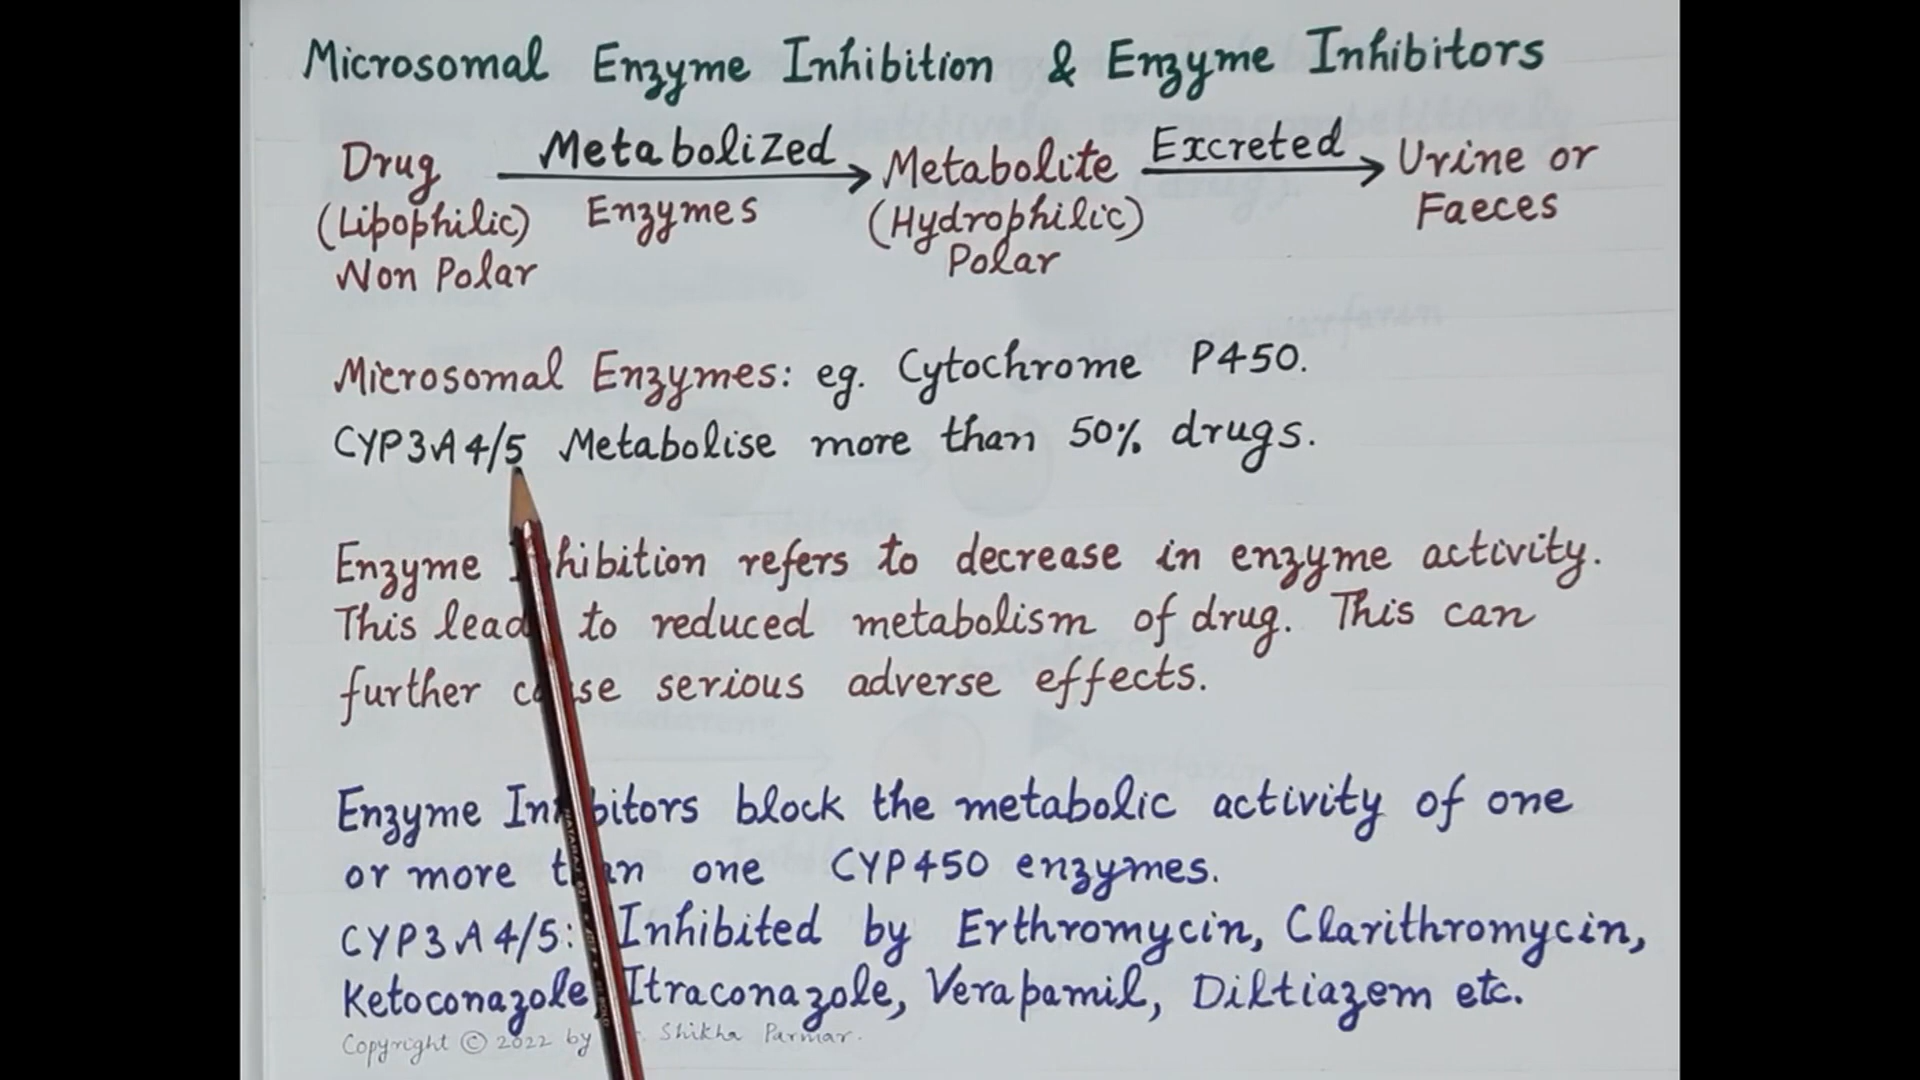 Microsomal Enzyme Inhibition & Enzyme Inhibitors
Drug Metabolized Metabolite Excreted Urine or
(Lipophilic) Enzymes (Hydrophilic) Faeces
Non Polar Polar
Microsomal Enzymes: eg. Cytochrome P450.
CYP3A4/5 Metabolise more than 50% drugs.
Enzyme Inhibition refers to decrease in enzyme activity.
This lead to reduced metabolism of drug. This can
further cause serious adverse effects.
Enzyme Inhibitors block the metabolic activity of one
or more than one CYP450 enzymes.
CYP3A4/5: Inhibited by Erthromycin, Clarithromycin,
Ketoconazole Itraconazole, Verapamil, Diltiazem etc.
Copyright © 2022 by Shikha Parmar.